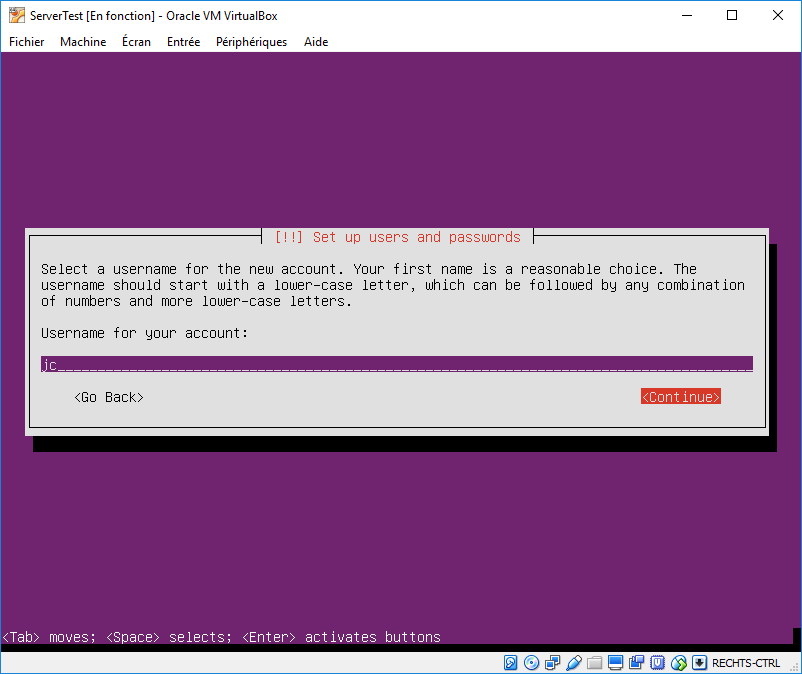 ServerTest [En fonction] - Oracle VM VirtualBox
Fichier Machine Écran Entrée Périphériques Aide
[!!] Set up users and passwords
Select a username for the new account. Your first name is a reasonable choice. The
username should start with a lower-case letter, which can be followed by any combination
of numbers and more lower-case letters.
Username for your account:
jc
<Go Back> <Continue>
<Tab> moves; <Space> selects; <Enter> activates buttons
RECHTS-CTRL